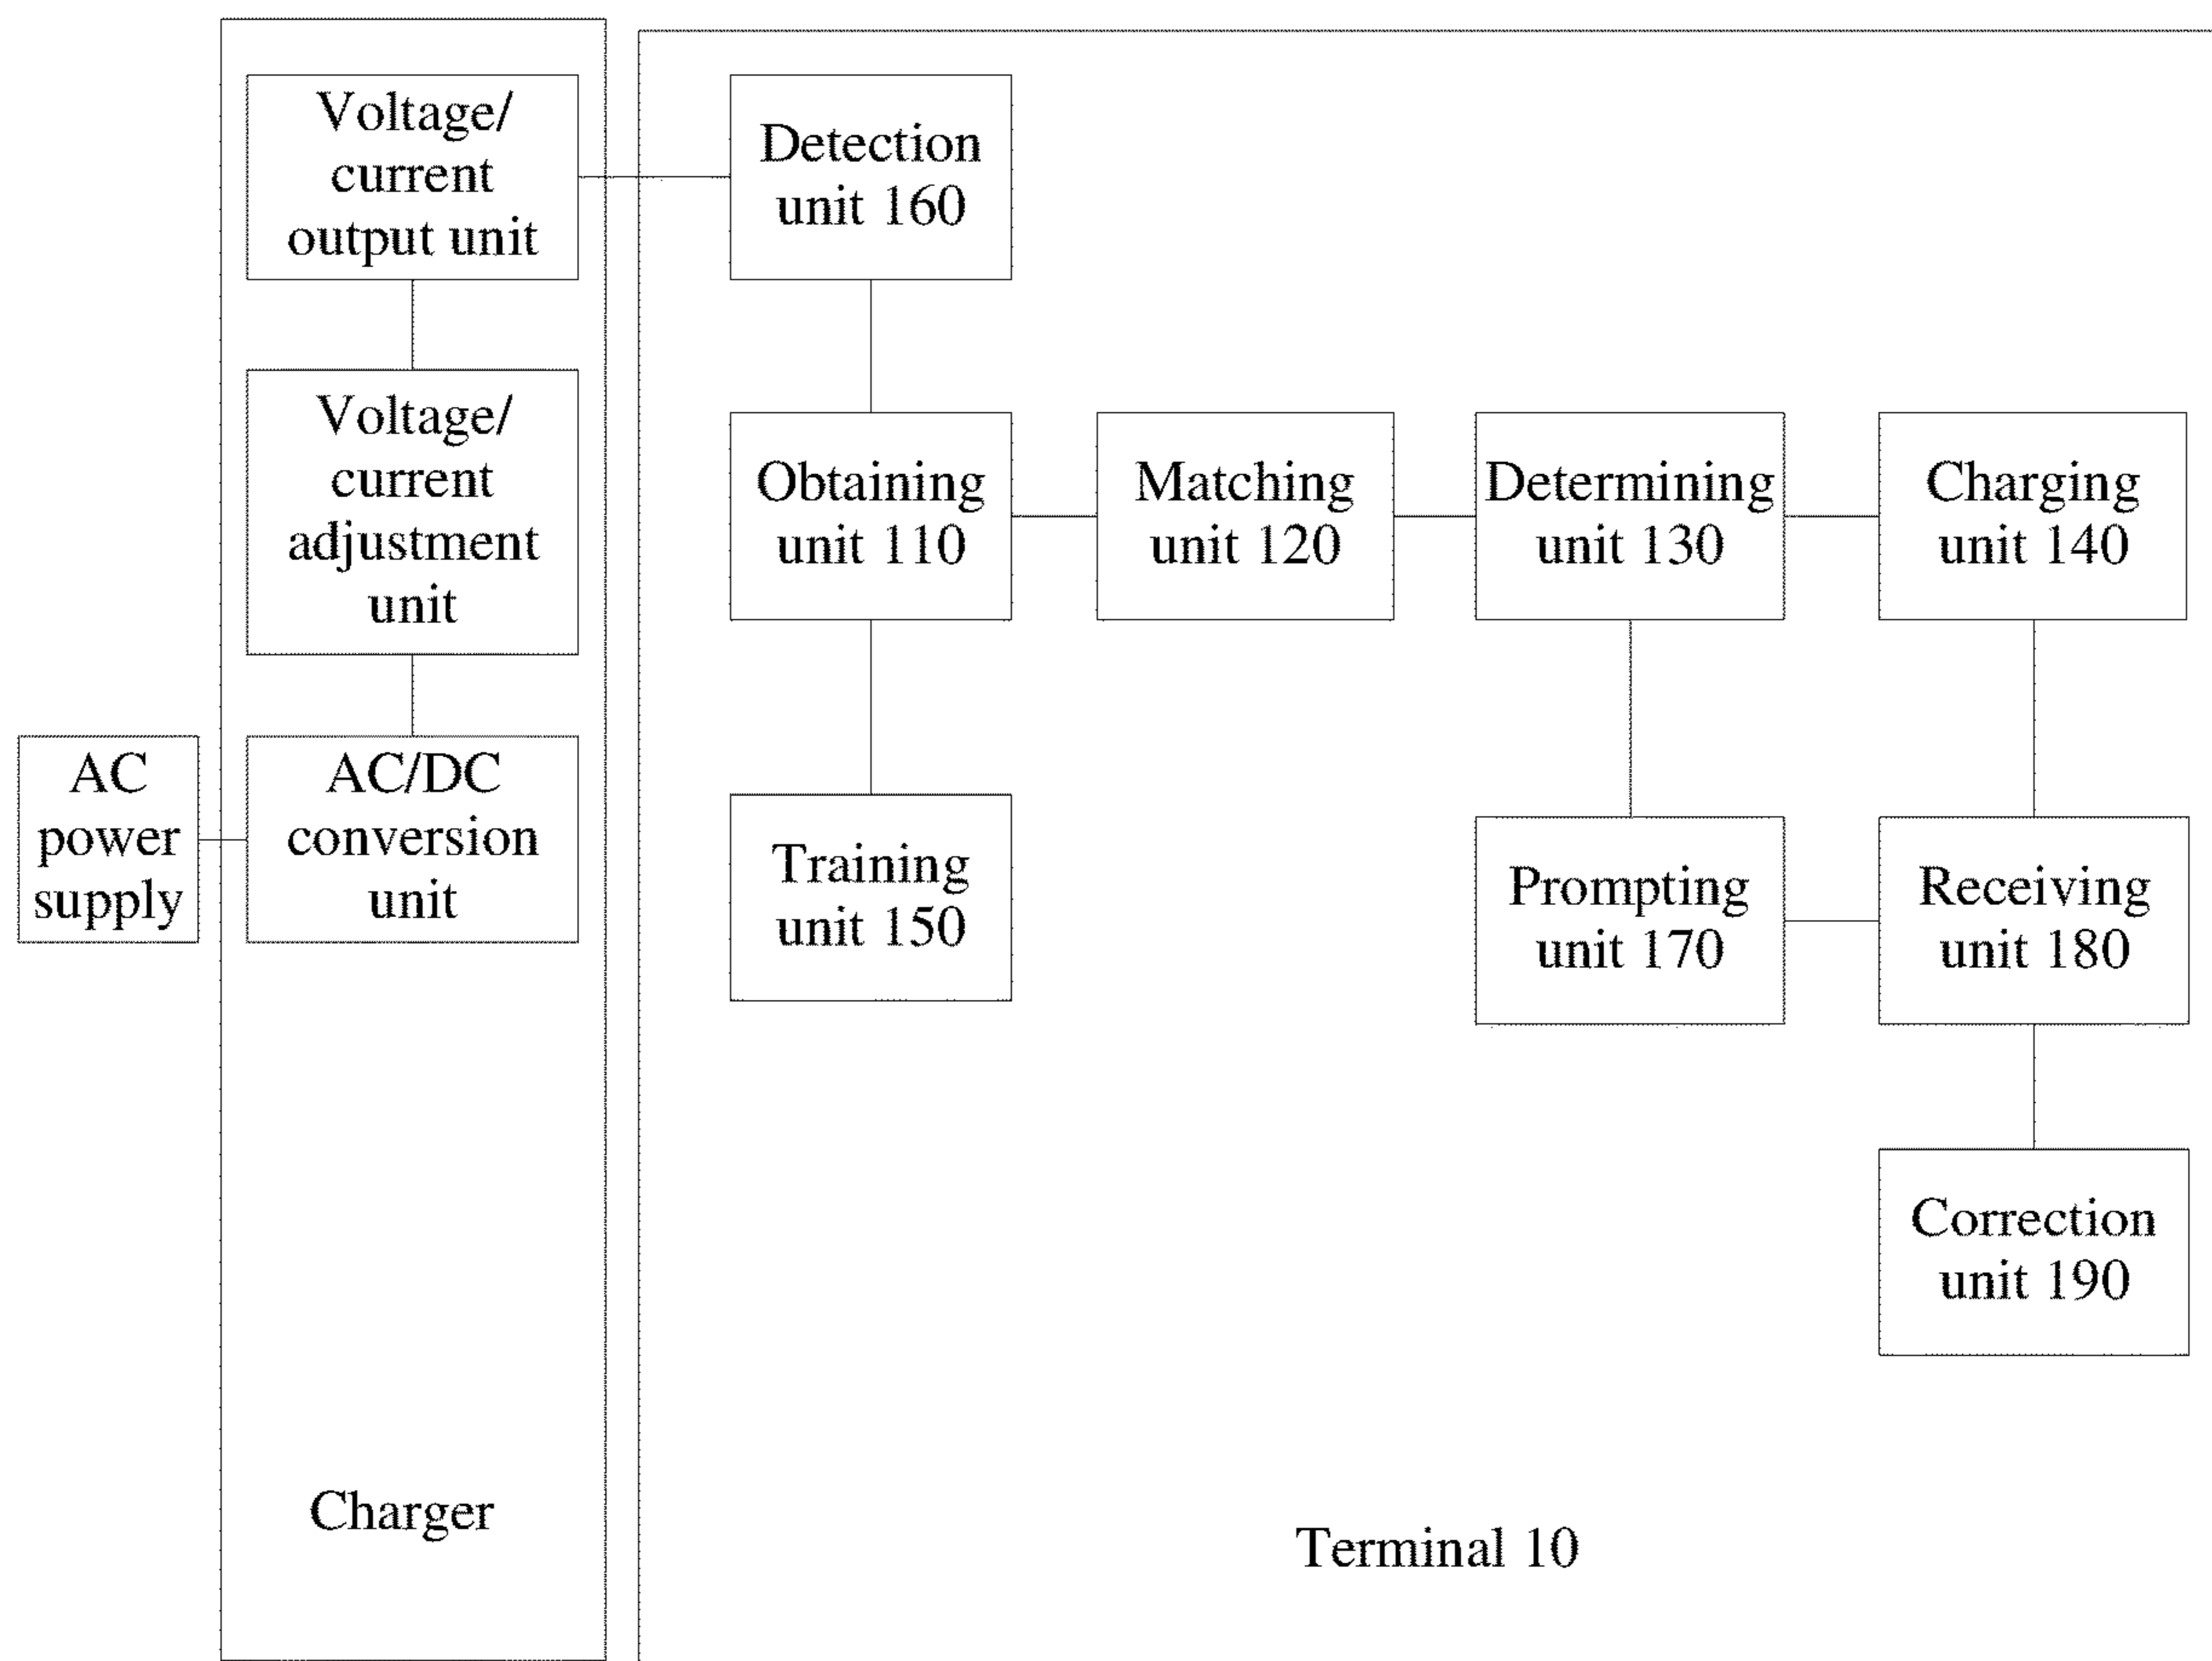 Voltage/
current
output unit
Detection
unit 160
Voltage/
current
adjustment
unit
Obtaining
unit 110
Matching
unit 120
Determining
unit 130
Charging
unit 140
AC
power
supply
AC/DC
conversion
unit
Training
unit 150
Prompting
unit 170
Receiving
unit 180
Correction
unit 190
Charger
Terminal 10